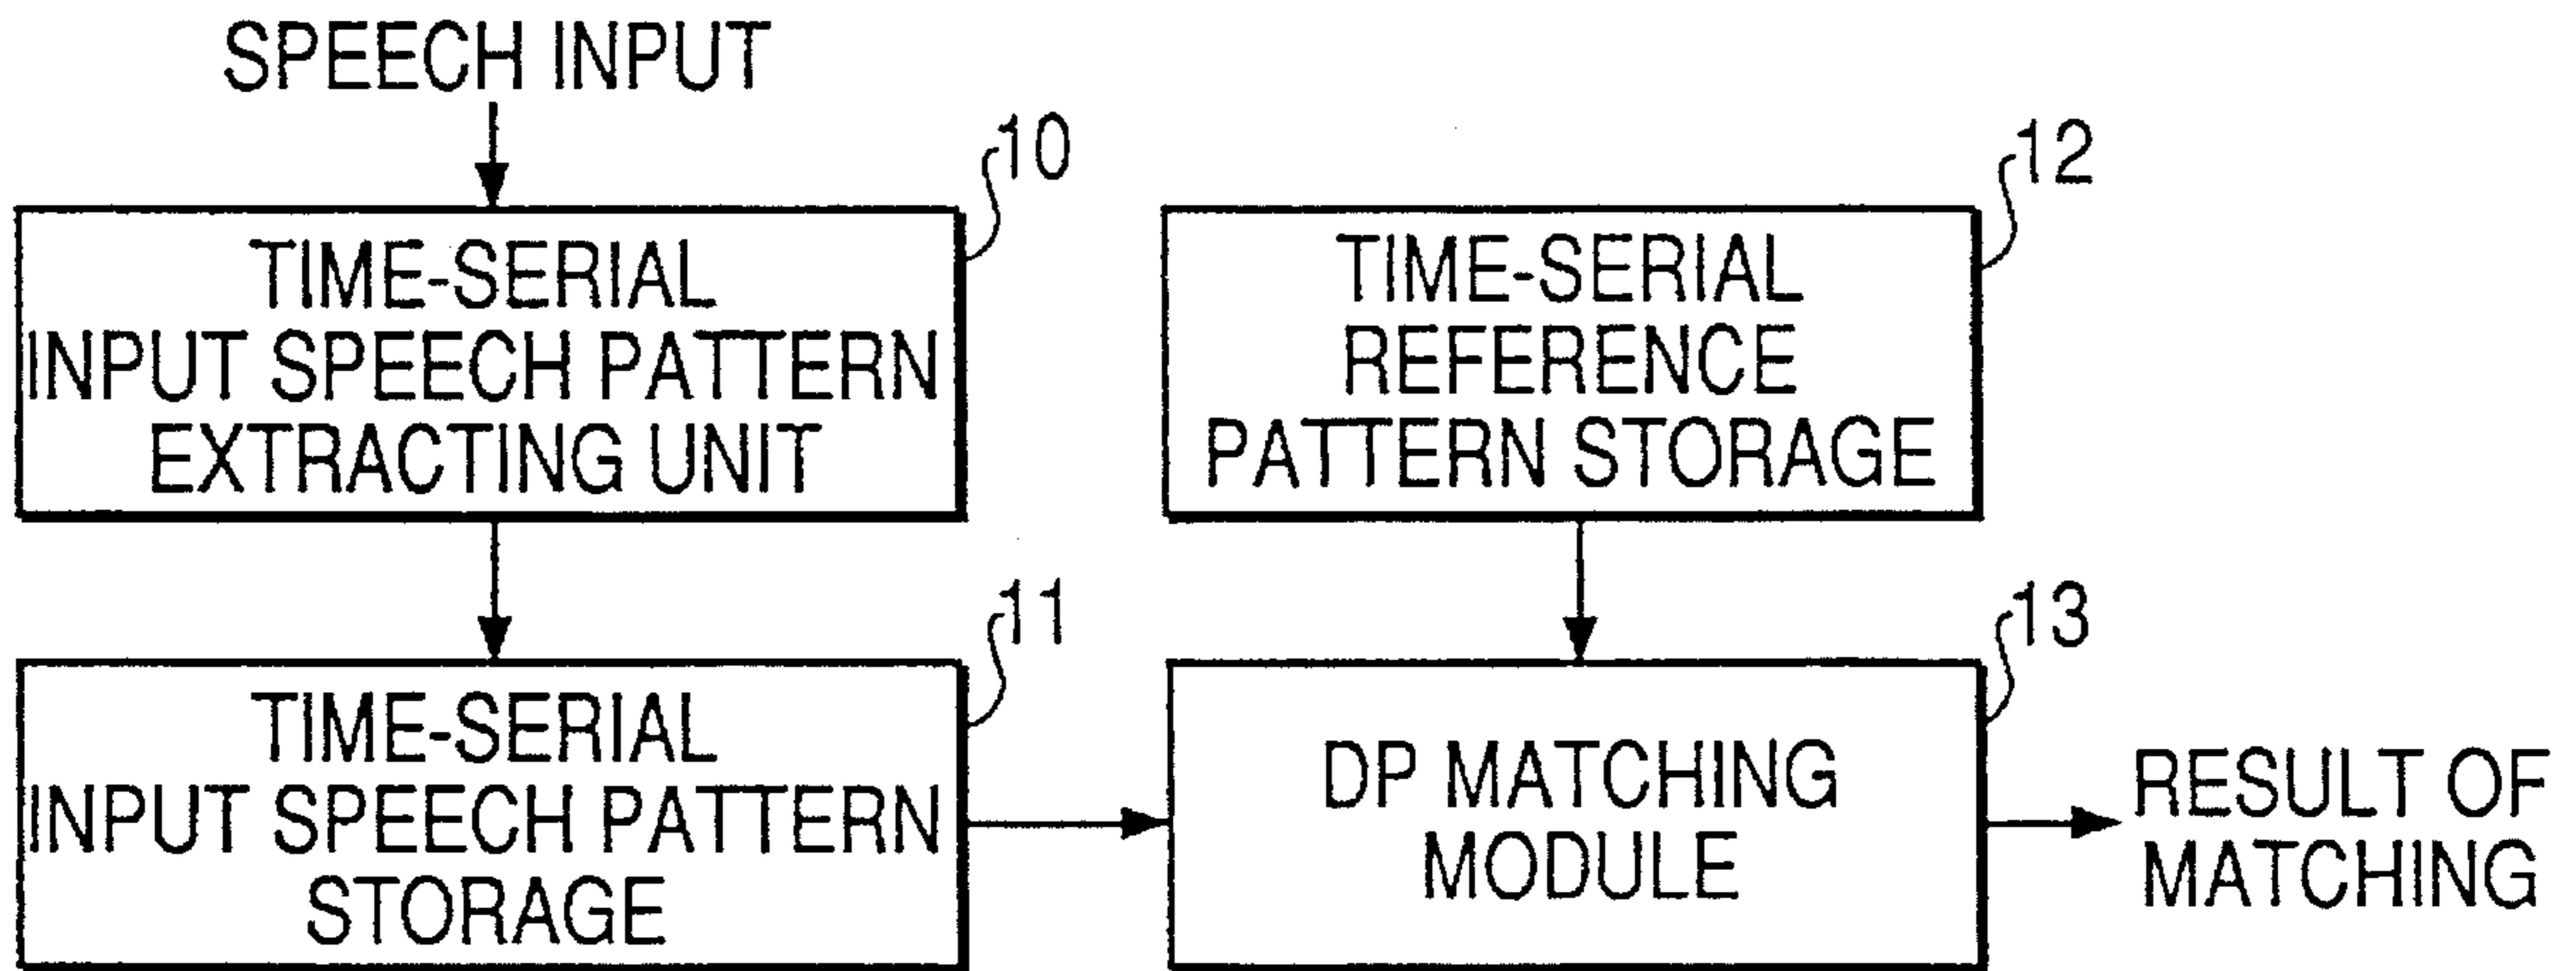 SPEECH INPUT
10
TIME-SERIAL
INPUT SPEECH PATTERN
EXTRACTING UNIT
12
TIME-SERIAL
REFERENCE
PATTERN STORAGE
11
TIME-SERIAL
INPUT SPEECH PATTERN
STORAGE
13
DP MATCHING
MODULE
RESULT OF
MATCHING